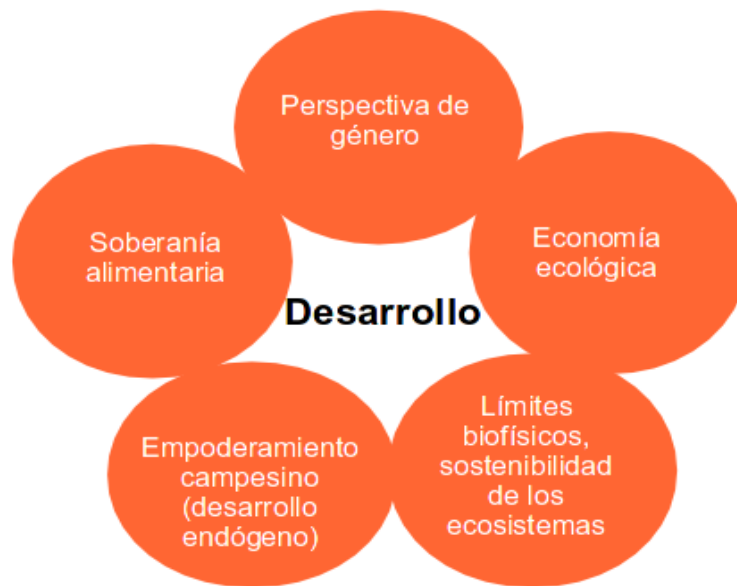 Perspectiva de
género
Soberanía
alimentaria
Economía
ecológica
Desarrollo
Empoderamiento
campesino
(desarrollo
endógeno)
Límites
biofísicos,
sostenibilidad
de los
ecosistemas